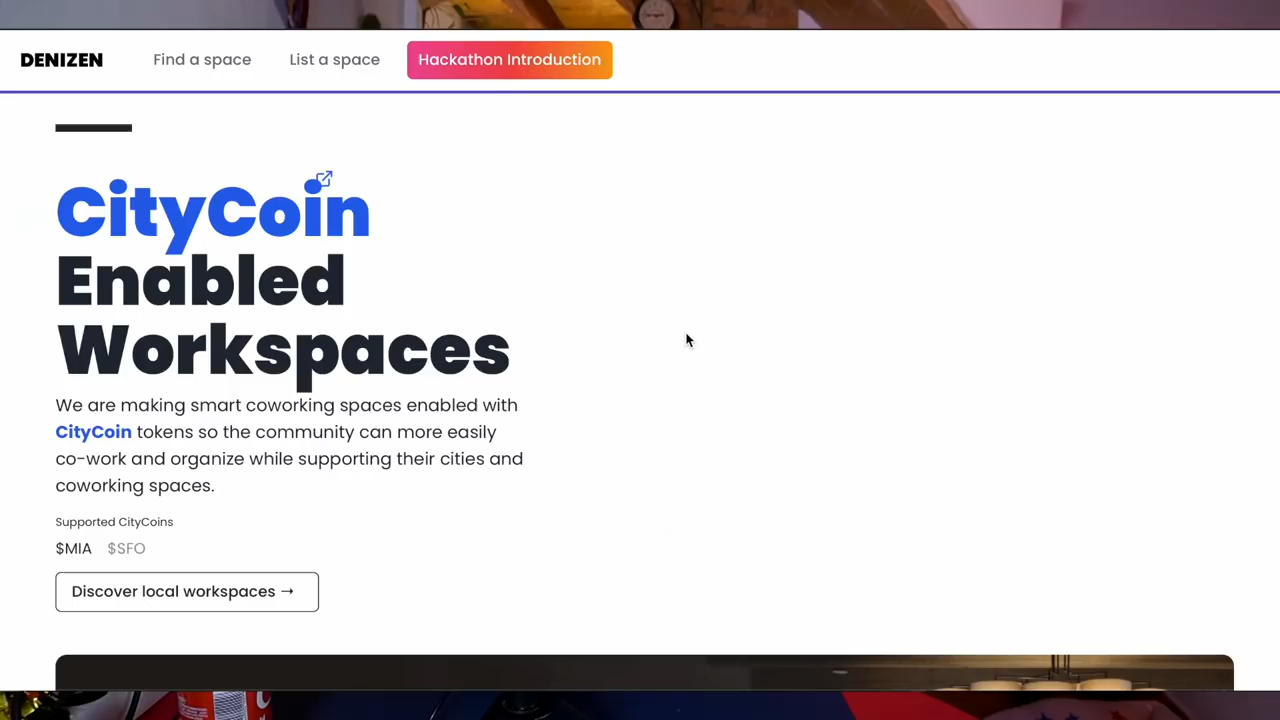 DENIZEN
Find a space
List a space
Hackathon Introduction
CityCoin
Enabled
Workspaces
We are making smart coworking spaces enabled with
CityCoin tokens so the community can more easily
co-work and organize while supporting their cities and
coworking spaces.
Supported CityCoins
$MIA $SFO
Discover local workspaces →